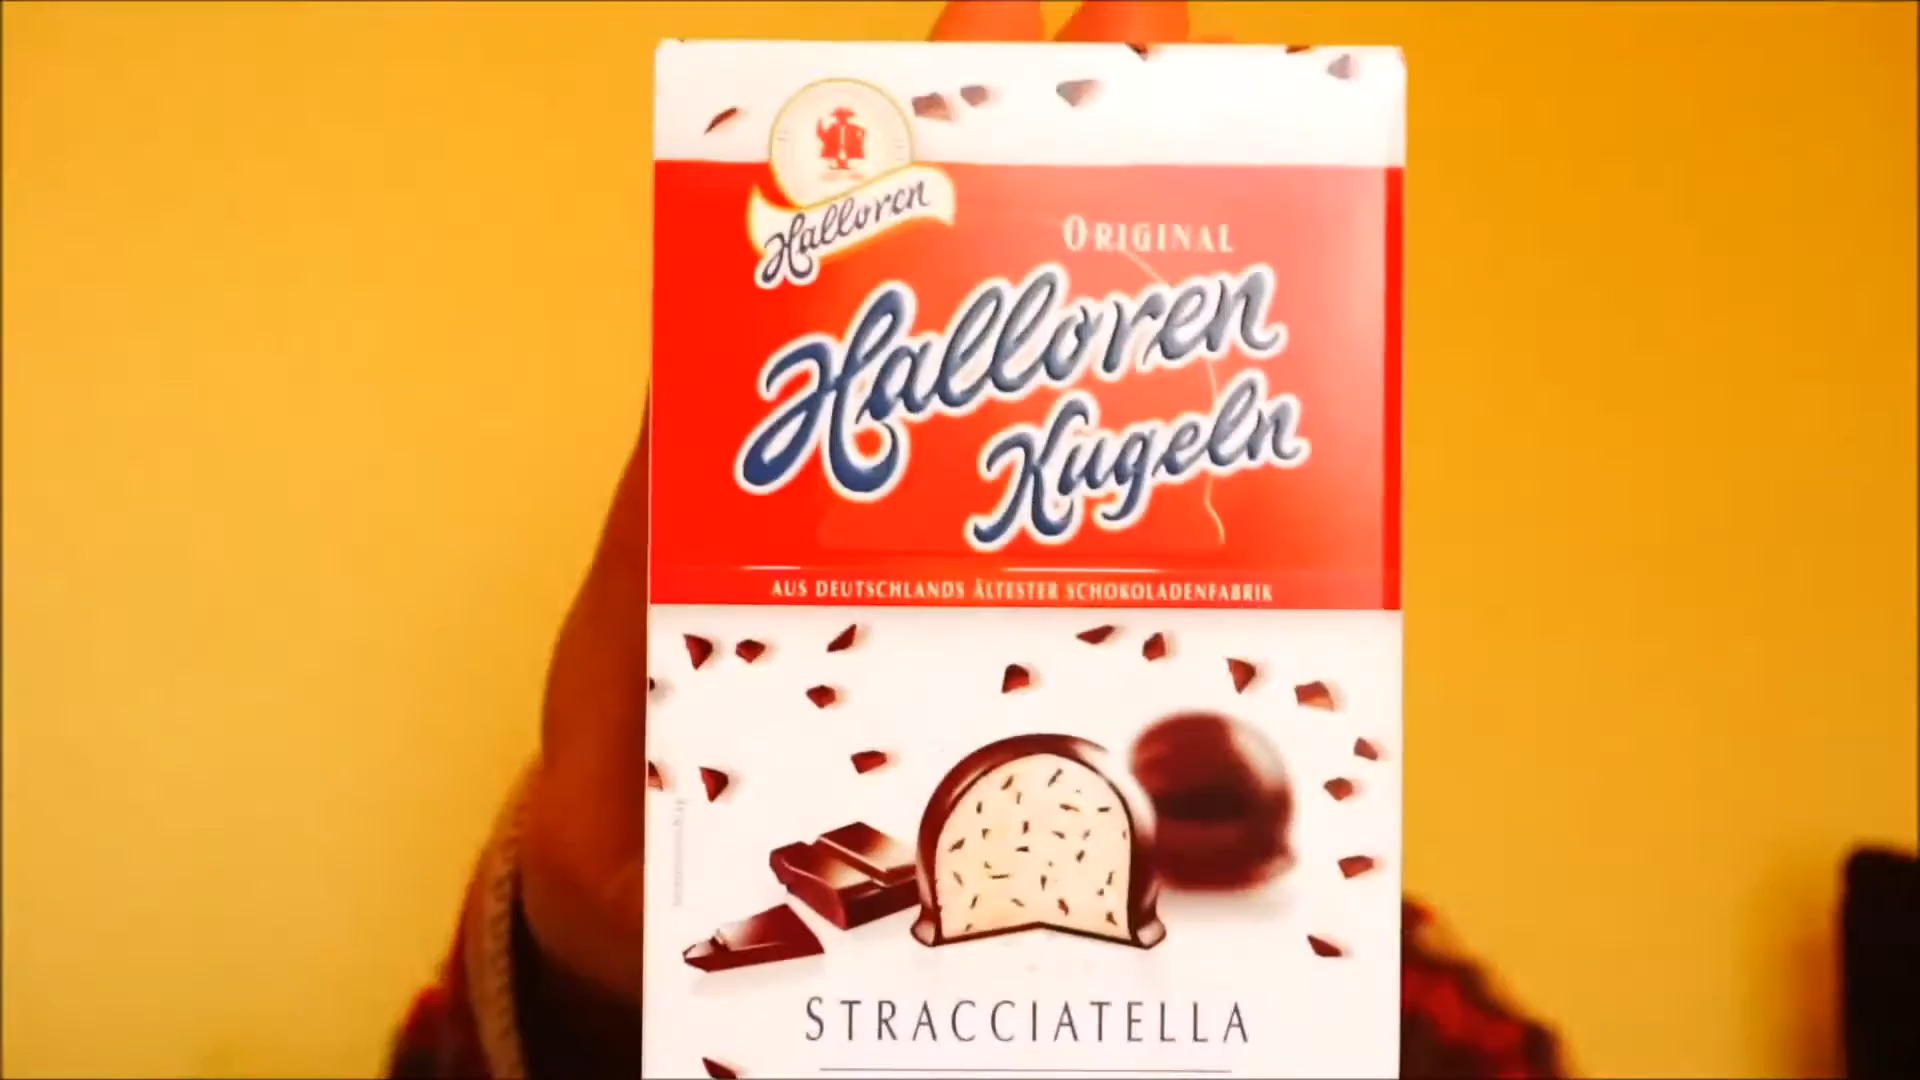 Halloren
ORIGINAL
Halloren
Kugeln
AUS DEUTSCHLANDS ÄLTESTER SCHOKOLADENFABRIK
STRACCIATELLA